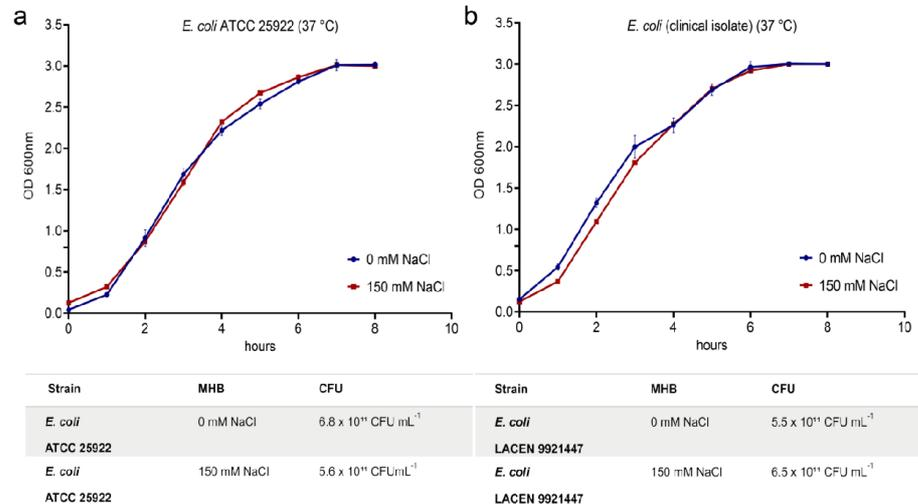 a
E. coli ATCC 25922 (37 °C)
3.5
3.0
2.5
2.0
1.5
1.0
0.5
0.0
OD 600nm
0 2 4 6 8 10
hours
0 mM NaCl
150 mM NaCl
b
E. coli (clinical isolate) (37 °C)
3.5
3.0
2.5
2.0
1.5
1.0
0.5
0.0
OD 600nm
0 2 4 6 8 10
hours
0 mM NaCl
150 mM NaCl
Strain MHB CFU
E. coli 0 mM NaCl 6.8 x 10¹¹ CFU mL⁻¹
ATCC 25922
E. coli 150 mM NaCl 5.6 x 10¹¹ CFUmL⁻¹
ATCC 25922
Strain MHB CFU
E. coli 0 mM NaCl 5.5 x 10¹¹ CFU mL⁻¹
LACEN 9921447
E. coli 150 mM NaCl 6.5 x 10¹¹ CFU mL⁻¹
LACEN 9921447